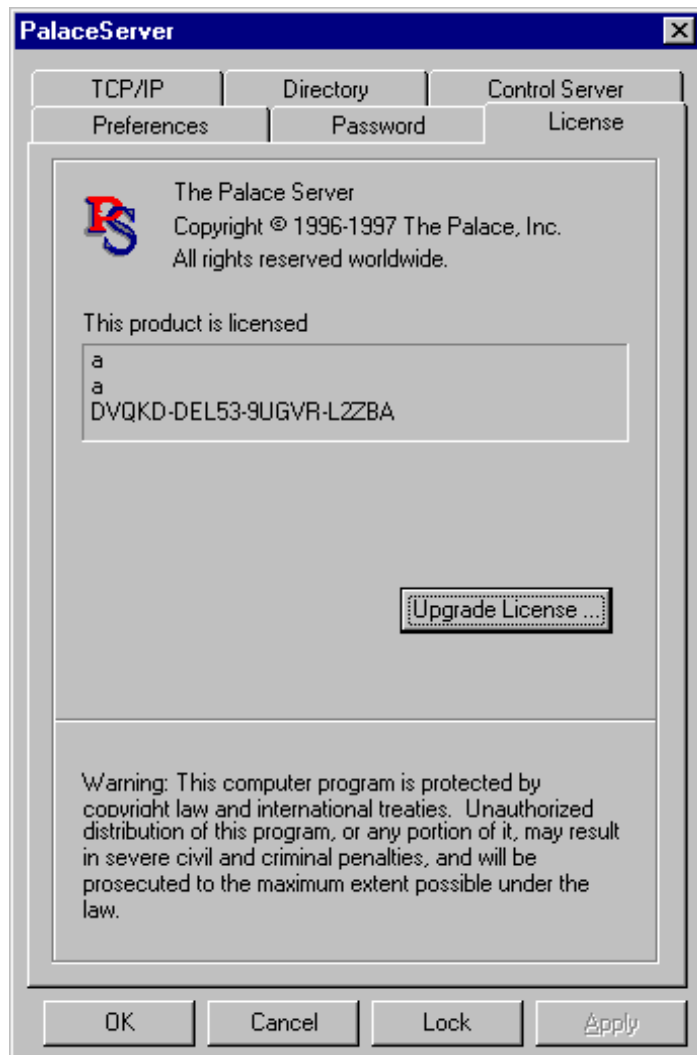 PalaceServer
TCP/IP
Directory
Control Server
Preferences
Password
License
PS
The Palace Server
Copyright © 1996-1997 The Palace, Inc.
All rights reserved worldwide.
This product is licensed
a
a
DVQKD-DEL53-9UGVR-L2ZBA
Upgrade License ...
Warning: This computer program is protected by
copyright law and international treaties. Unauthorized
distribution of this program, or any portion of it, may result
in severe civil and criminal penalties, and will be
prosecuted to the maximum extent possible under the
law.
OK
Cancel
Lock
Apply